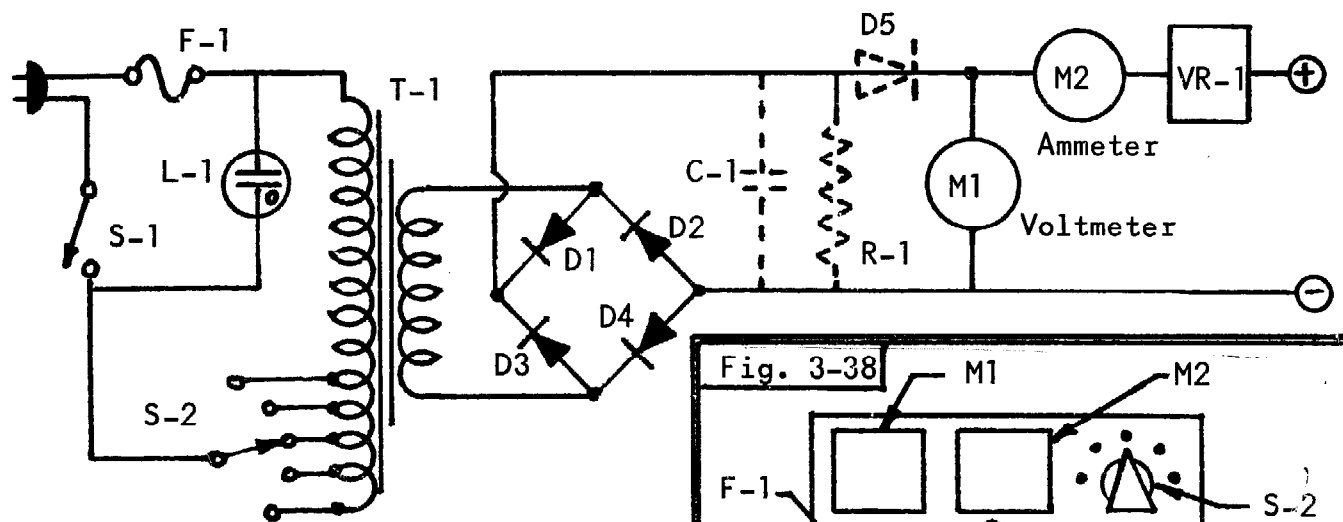 D5
F-1
T-1
M2
VR-1
+
Ammeter
L-1
C-1
M1
S-1
D1
D2
R-1
Voltmeter
D3
D4
-
Fig. 3-38
M1
M2
S-2
F-1
S-2